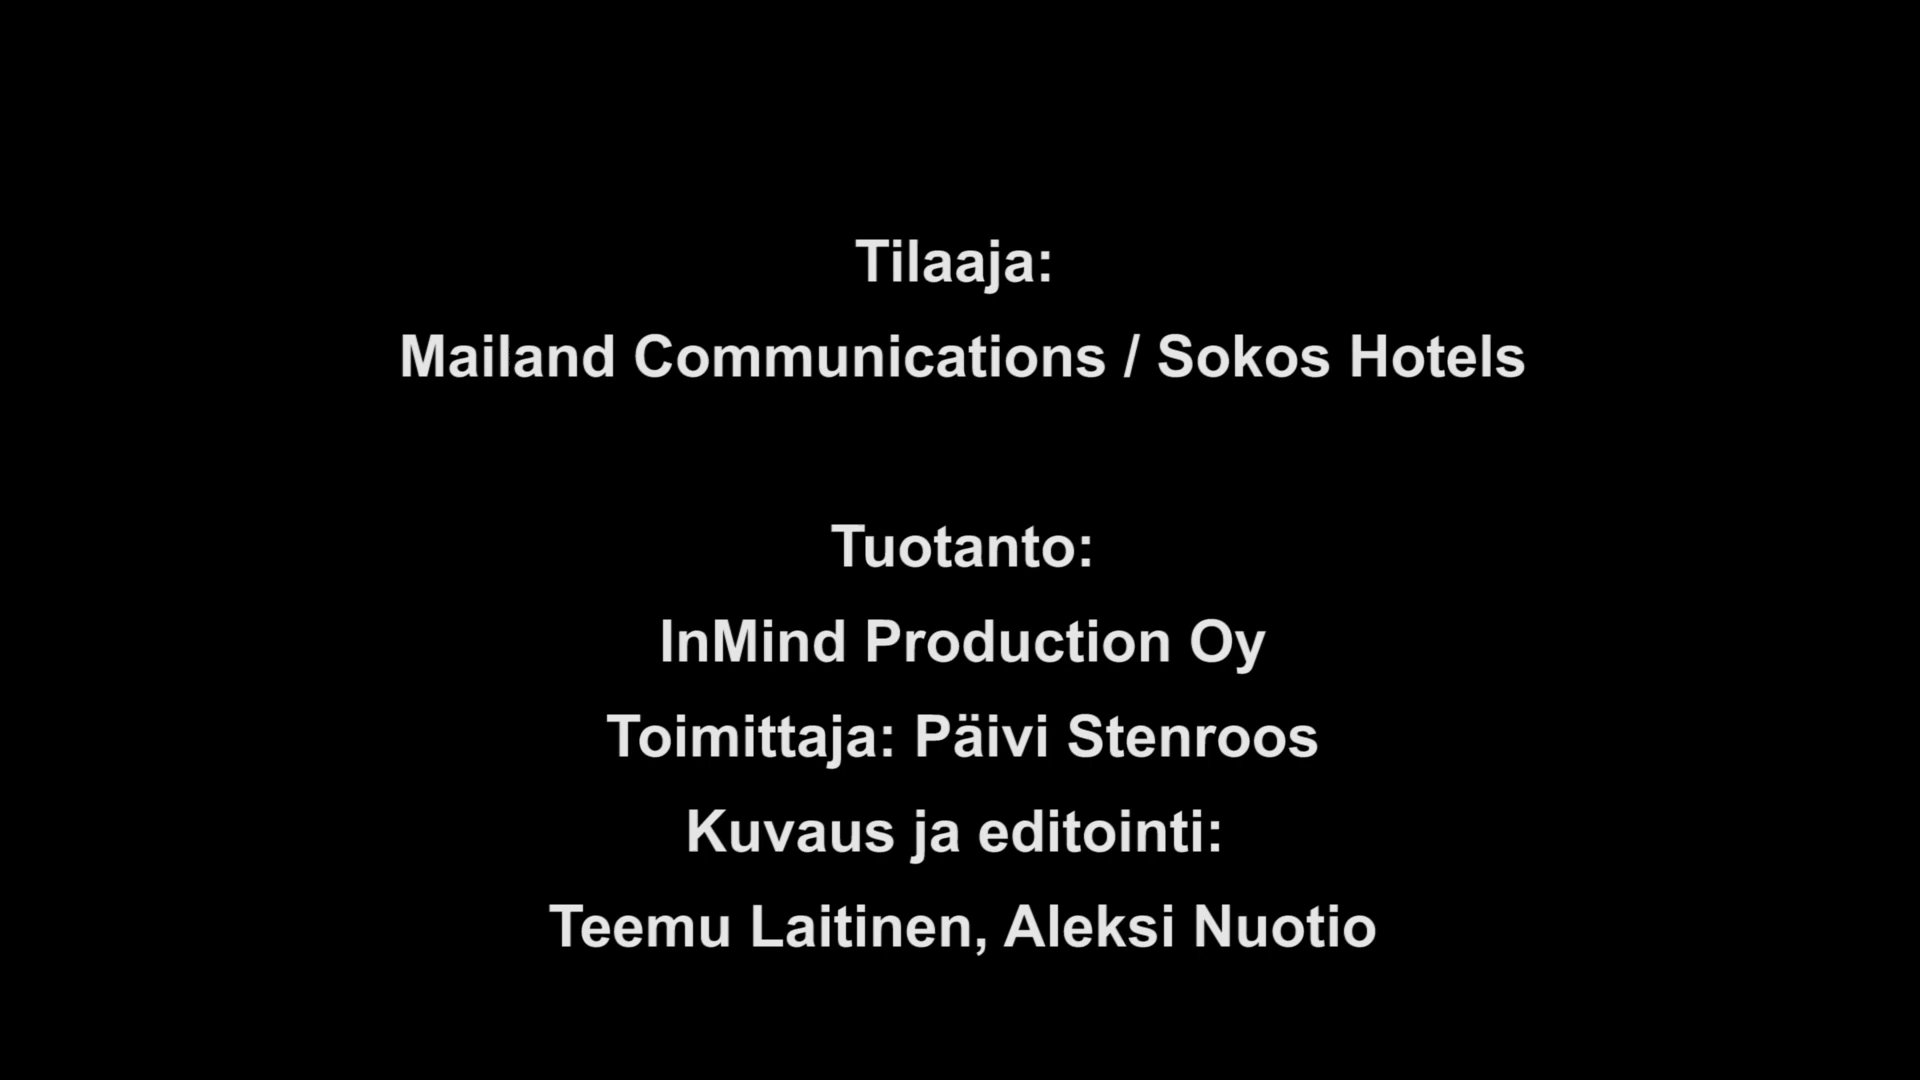 Tilaaja:
Mailand Communications / Sokos Hotels
Tuotanto:
InMind Production Oy
Toimittaja: Päivi Stenroos
Kuvaus ja editointi:
Teemu Laitinen, Aleksi Nuotio